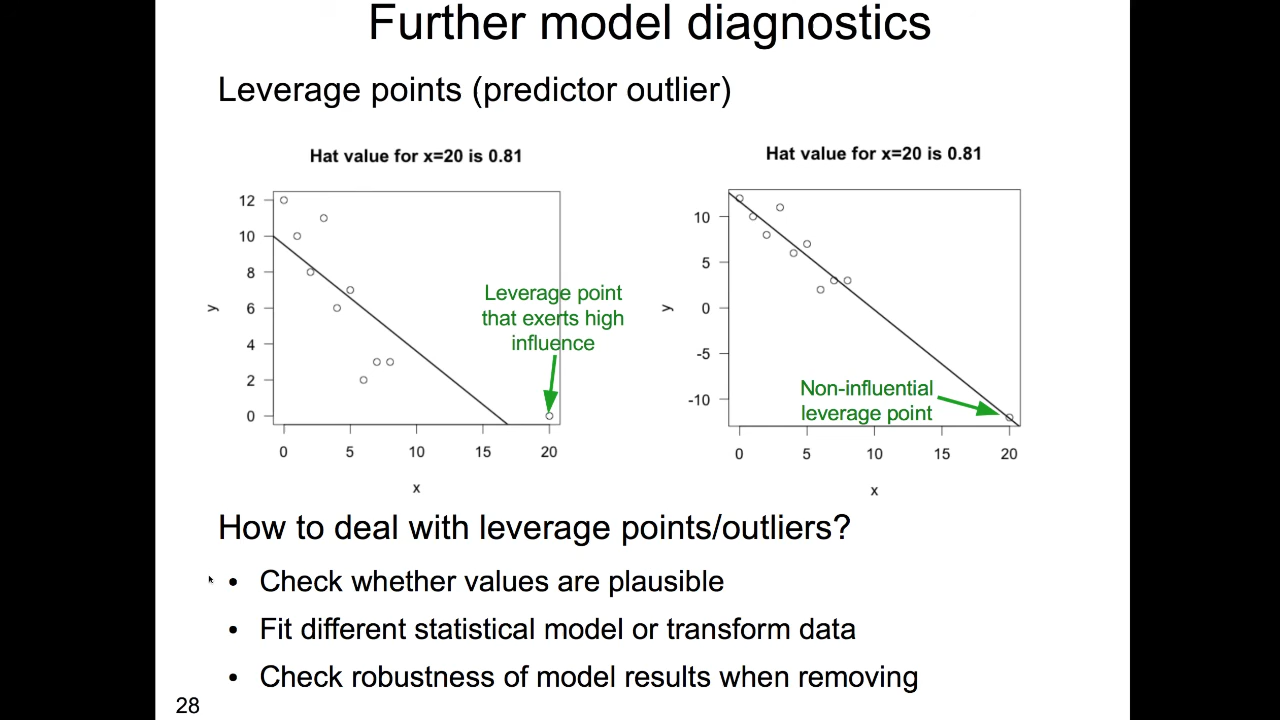 Further model diagnostics
Leverage points (predictor outlier)
Hat value for x=20 is 0.81
12
10
8
6
4
2
0
y
0 5 10 15 20
x
Leverage point
that exerts high
influence
Hat value for x=20 is 0.81
10
5
0
-5
-10
y
0 5 10 15 20
x
Non-influential
leverage point
How to deal with leverage points/outliers?
• Check whether values are plausible
• Fit different statistical model or transform data
• Check robustness of model results when removing
28